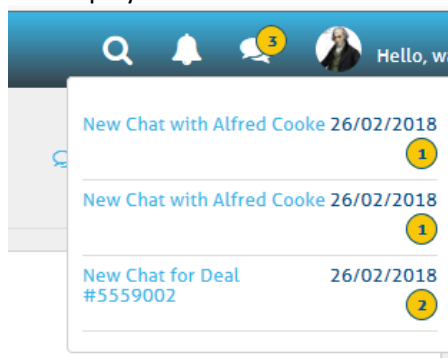 3
Hello, w
New Chat with Alfred Cooke 26/02/2018
1
New Chat with Alfred Cooke 26/02/2018
1
New Chat for Deal 26/02/2018
#5559002
2